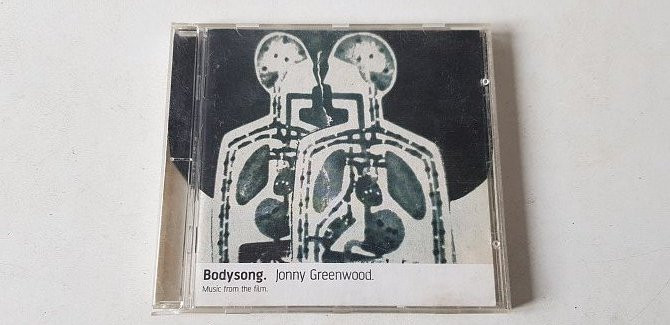 Bodysong. Jonny Greenwood.
Music from the film.